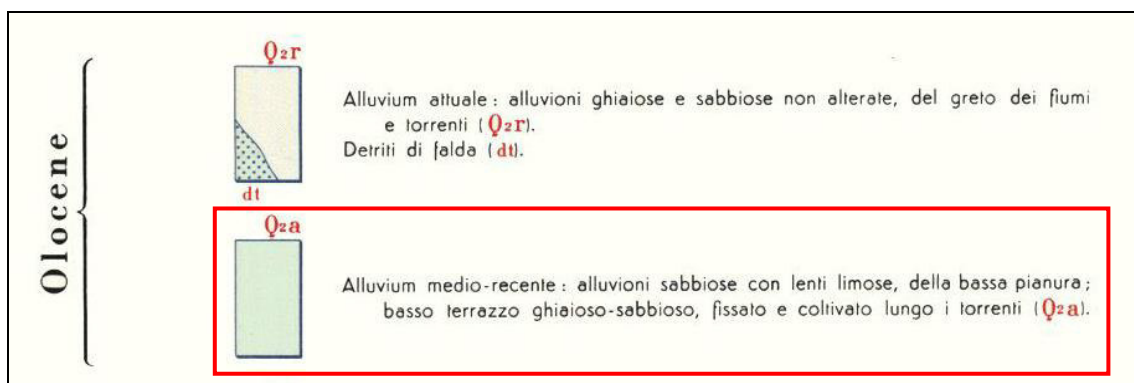 Olocene
Q2r
Alluvium attuale: alluvioni ghiaiose e sabbiose non alterate, del greto dei fiumi
e torrenti (Q2r).
Detriti di falda (dt).
dt
Q2a
Alluvium medio-recente: alluvioni sabbiose con lenti limose, della bassa pianura;
basso terrazzo ghiaioso-sabbioso, fissato e coltivato lungo i torrenti (Q2a).